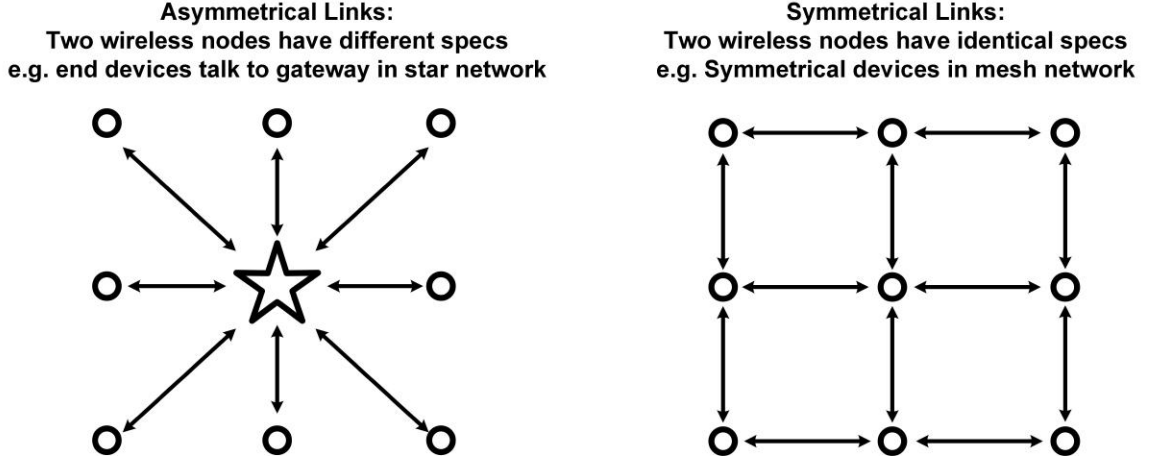 Asymmetrical Links:
Two wireless nodes have different specs
e.g. end devices talk to gateway in star network
Symmetrical Links:
Two wireless nodes have identical specs
e.g. Symmetrical devices in mesh network